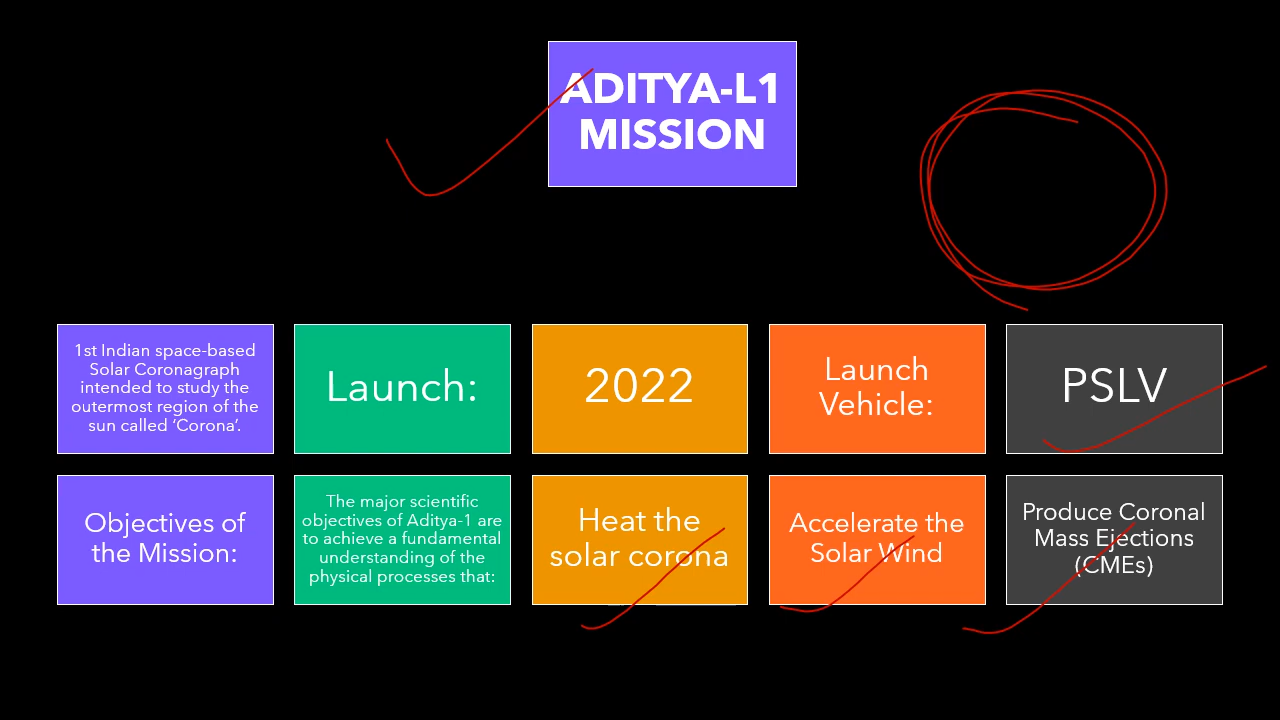 ADITYA-L1
MISSION
1st Indian space-based
Solar Coronagraph
intended to study the
outermost region of the
sun called ‘Corona’.
Launch:
2022
Launch
Vehicle:
PSLV
Objectives of
the Mission:
The major scientific
objectives of Aditya-1 are
to achieve a fundamental
understanding of the
physical processes that:
Heat the
solar corona
Accelerate the
Solar Wind
Produce Coronal
Mass Ejections
(CMEs)